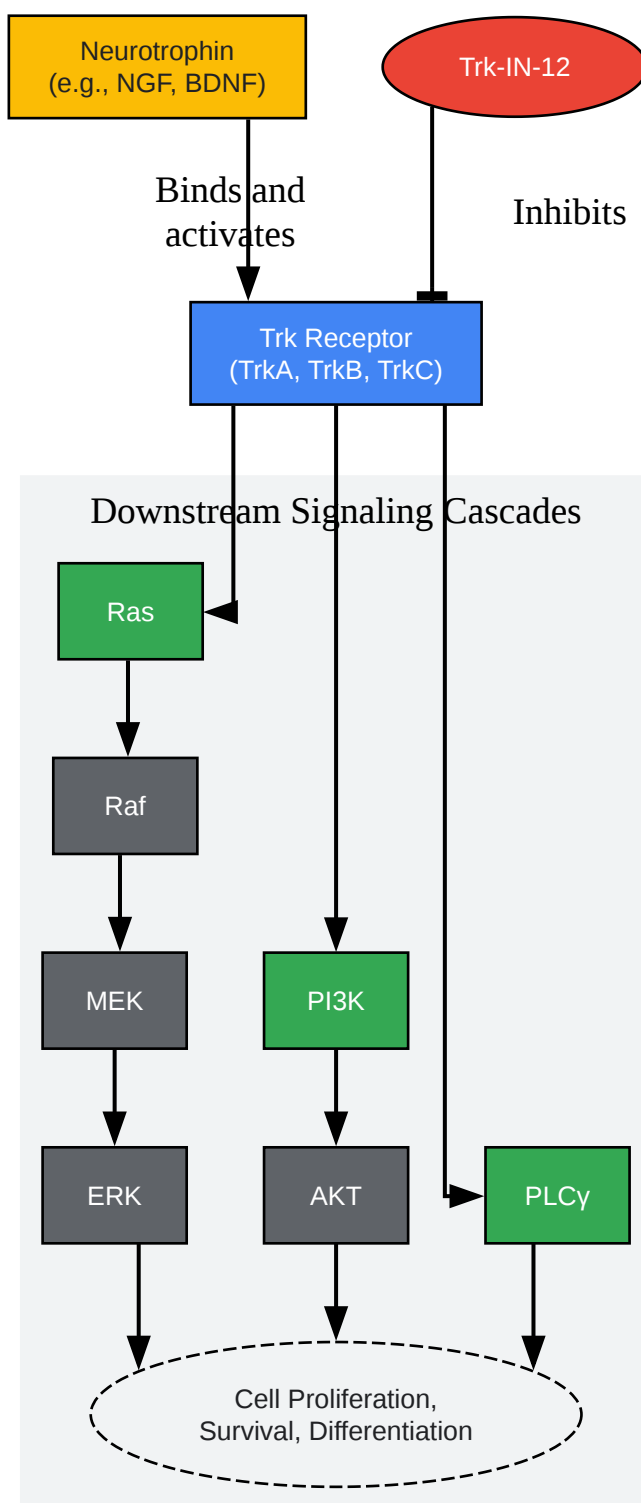 Neurotrophin
(e.g., NGF, BDNF)
Trk-IN-12
Binds and
activates
Inhibits
Trk Receptor
(TrkA, TrkB, TrkC)
Downstream Signaling Cascades
Ras
Raf
MEK
PI3K
ERK
AKT
PLCγ
Cell Proliferation,
Survival, Differentiation